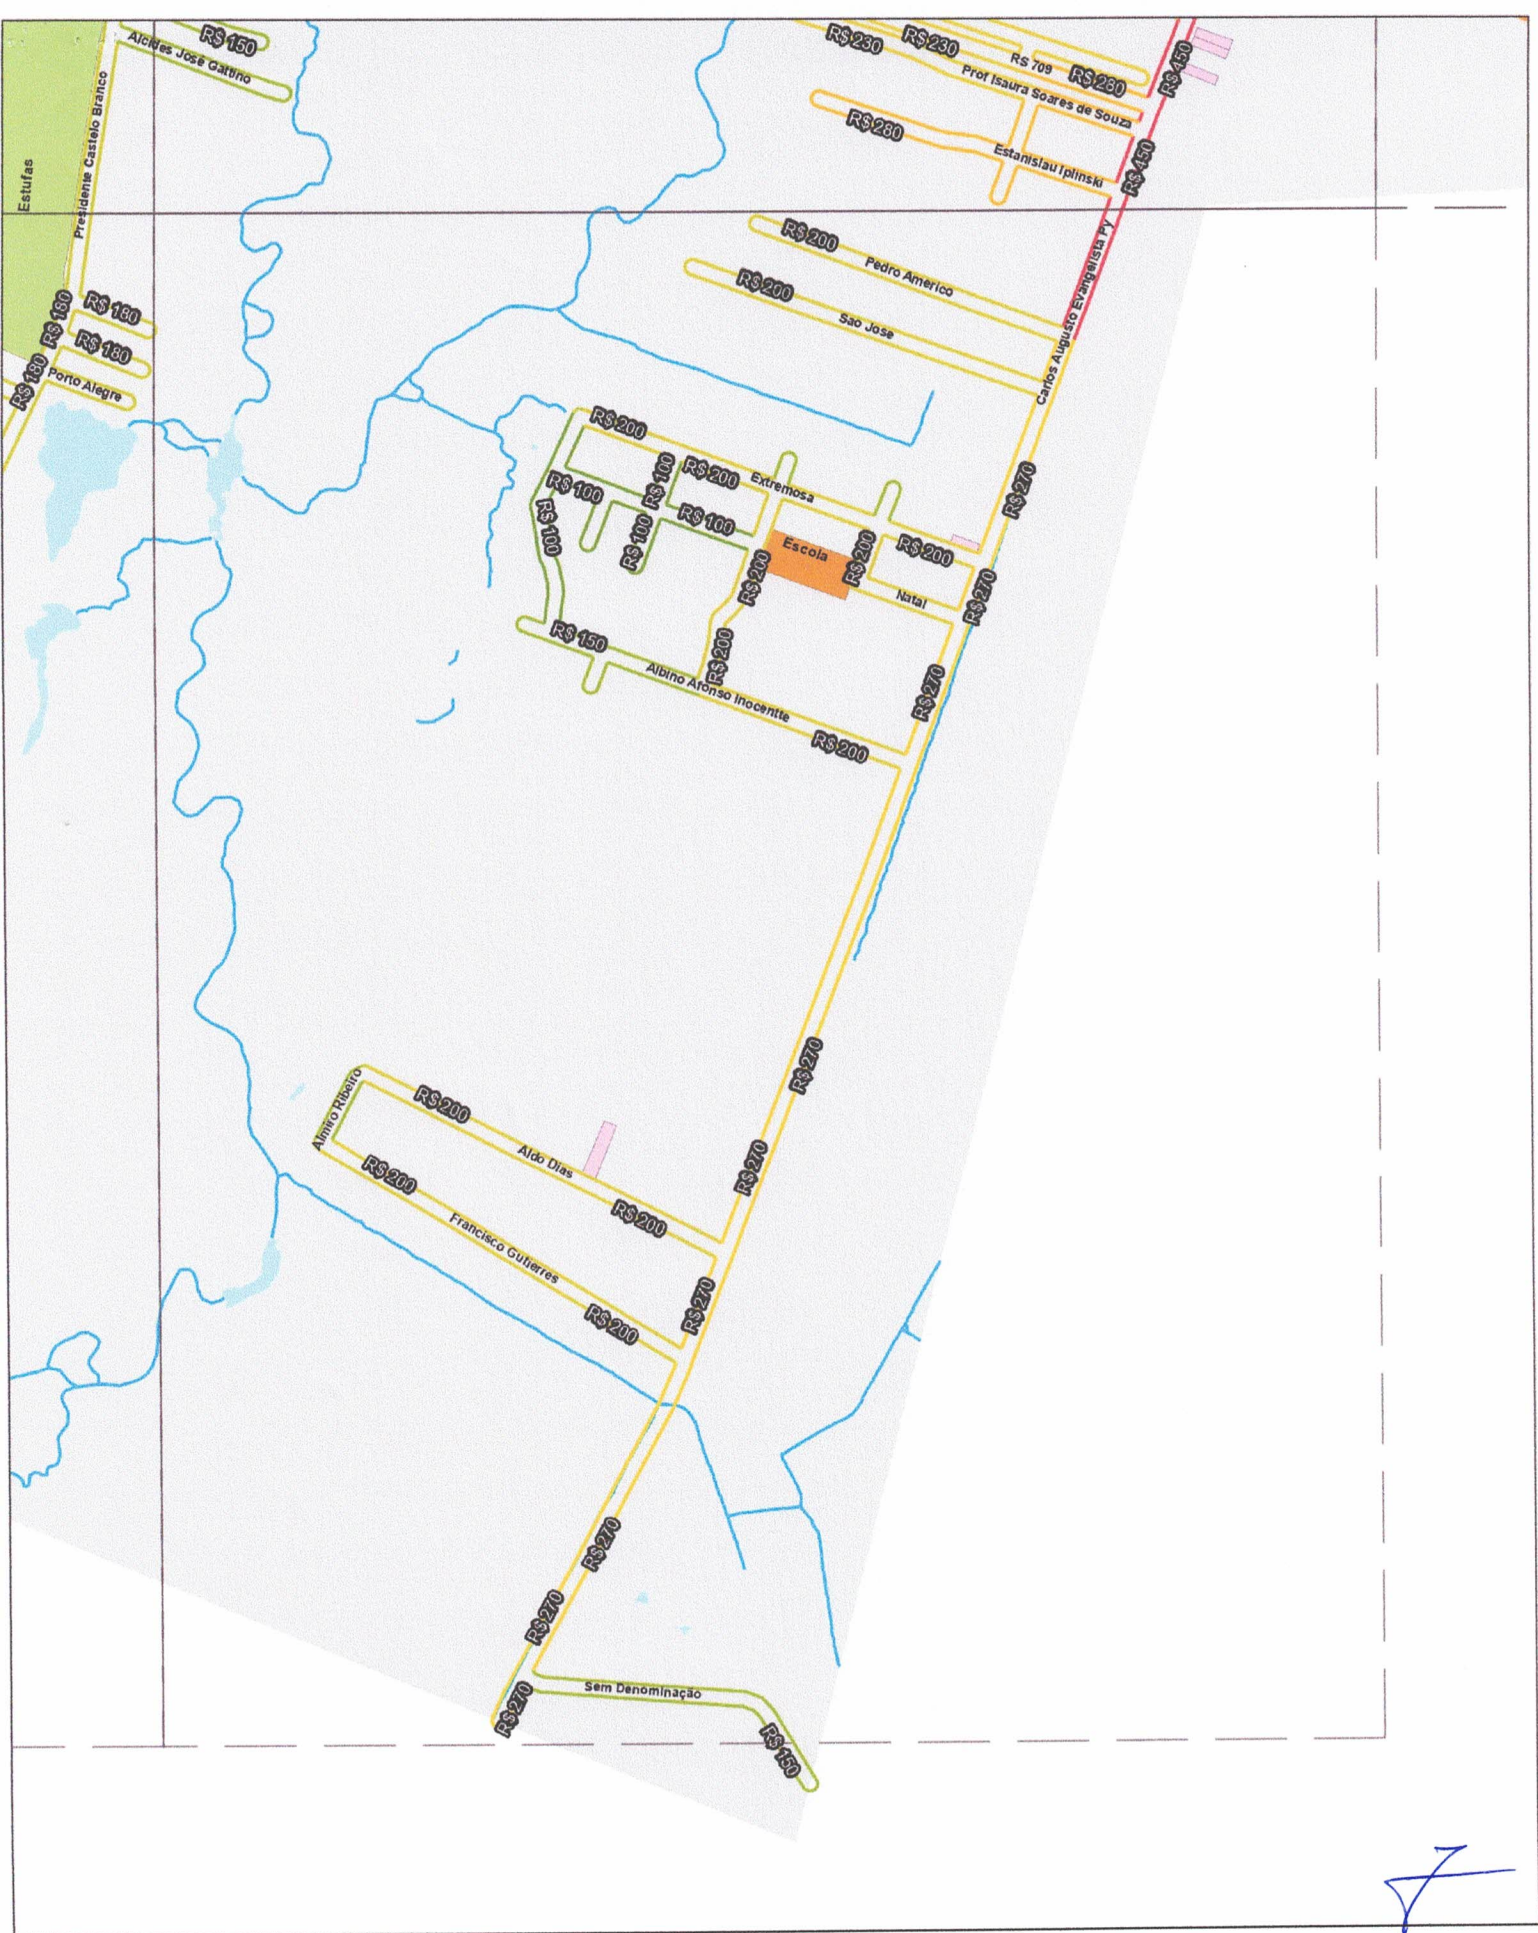 R$ 150
Alcides José Gattino
Presidente Castelo Branco
Estufas
R$ 230
R$ 230
RS 709
R$ 280
R$ 450
Prof Isaura Soares de Souza
R$ 280
Estanislau Iplinski
R$ 450
R$ 200
Pedro Americo
Carlos Augusto Evangelista Py
R$ 200
Sao Jose
R$ 180
R$ 180
R$ 180
R$ 180
Porto Alegre
R$ 200
R$ 100
R$ 200
Extremosa
R$ 270
R$ 100
R$ 100
R$ 100
R$ 100
Escola
R$ 200
R$ 200
R$ 200
R$ 270
Natal
R$ 150
R$ 200
Albino Afonso Inocentte
R$ 270
R$ 200
R$ 270
Almiro Ribeiro
R$ 200
Aldo Dias
R$ 270
R$ 200
R$ 200
Francisco Gutierres
R$ 270
R$ 200
R$ 270
R$ 270
R$ 270
Sem Denominação
R$ 150